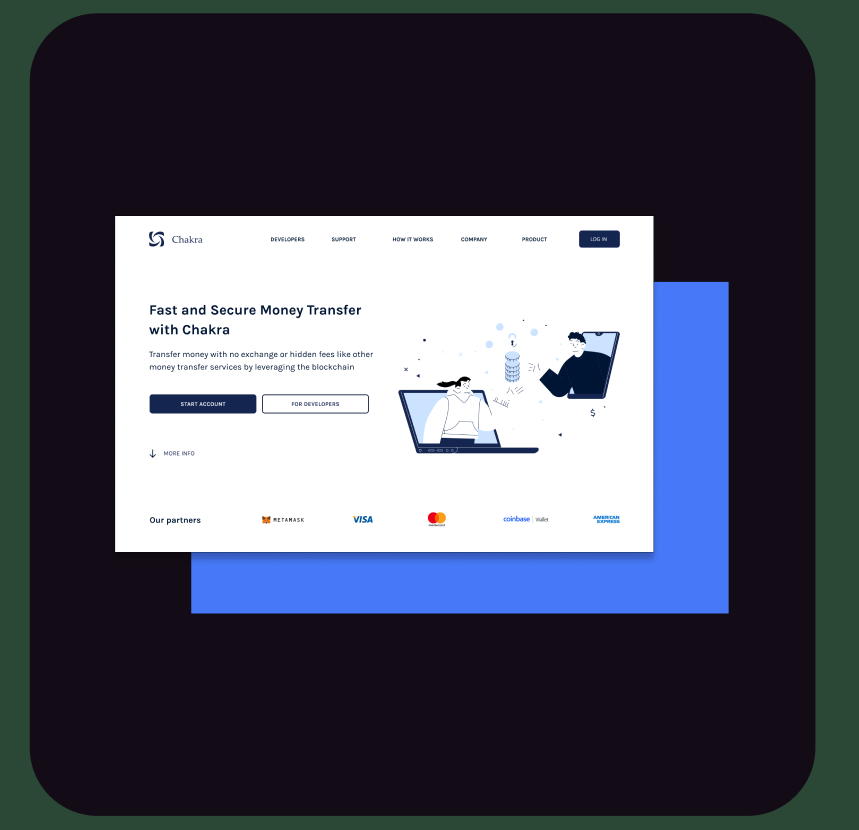 Chakra
DEVELOPERS
SUPPORT
HOW IT WORKS
COMPANY
PRODUCT
LOG IN
Fast and Secure Money Transfer
with Chakra
Transfer money with no exchange or hidden fees like other
money transfer services by leveraging the blockchain
START ACCOUNT
FOR DEVELOPERS
MORE INFO
$
Our partners
METAMASK
VISA
mastercard
coinbase | Wallet
AMERICAN
EXPRESS